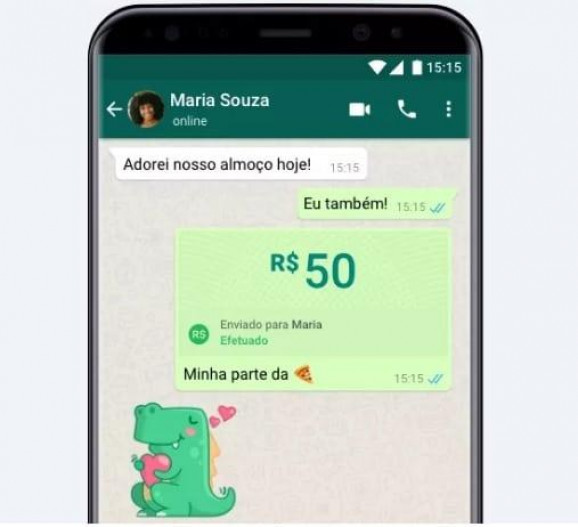 15:15
Maria Souza
online
Adorei nosso almoço hoje! 15:15
Eu também! 15:15
R$ 50
R$ Enviado para Maria
Efetuado
Minha parte da 🍕 15:15